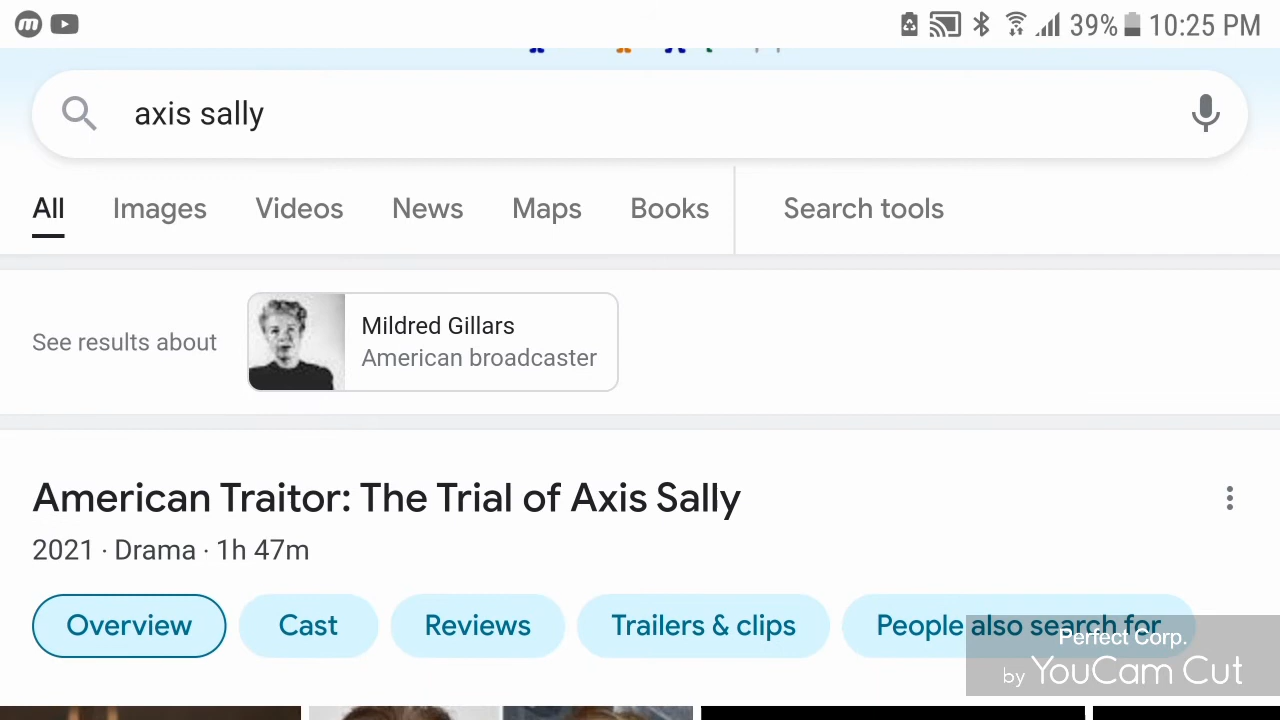 39% 10:25 PM
axis sally
All Images Videos News Maps Books Search tools
See results about
Mildred Gillars
American broadcaster
American Traitor: The Trial of Axis Sally
2021 · Drama · 1h 47m
Overview Cast Reviews Trailers & clips People also search for
Perfect Corp.
by YouCam Cut